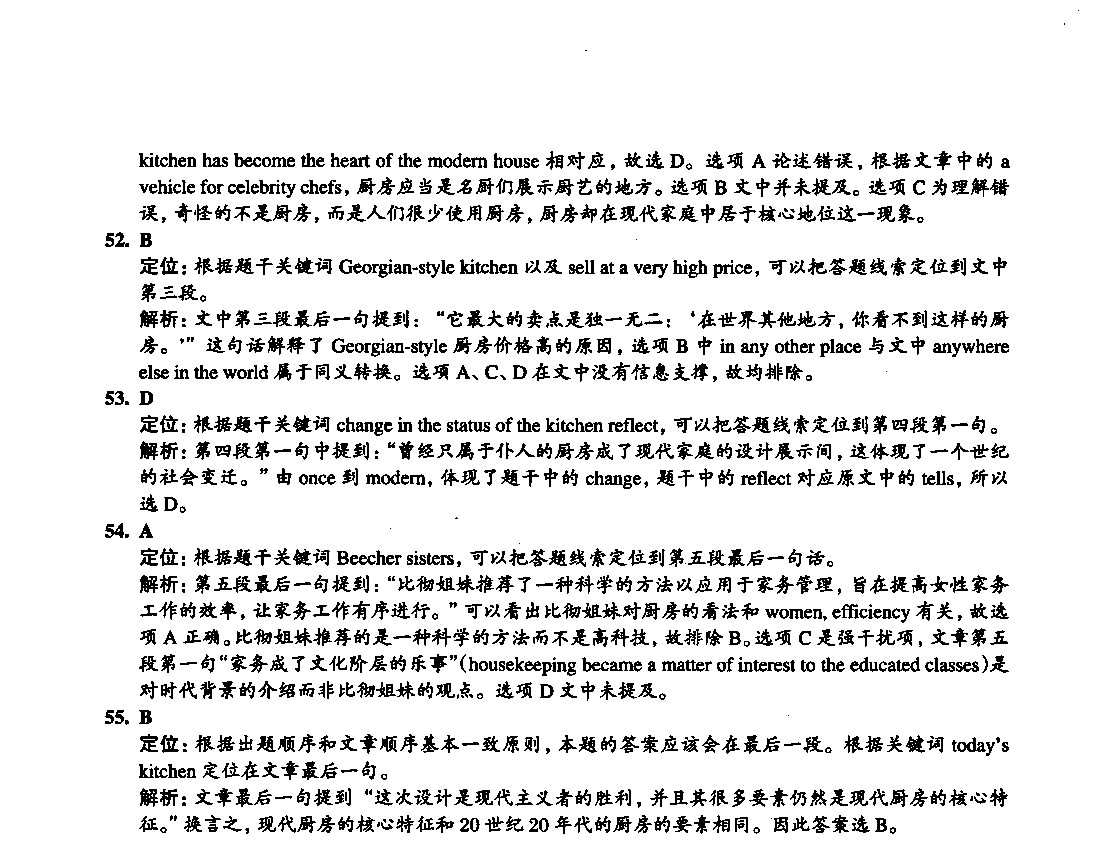 kitchen has become the heart of the modern house 相对应，故选 D。选项 A 论述错误，根据文章中的 a
vehicle for celebrity chefs，厨房应当是名厨们展示厨艺的地方。选项 B 文中并未提及。选项 C 为理解错
误，奇怪的不是厨房，而是人们很少使用厨房，厨房却在现代家庭中居于核心地位这一现象。
52. B
定位：根据题干关键词 Georgian-style kitchen 以及 sell at a very high price，可以把答题线索定位到文中
第三段。
解析：文中第三段最后一句提到：“它最大的卖点是独一无二：‘在世界其他地方，你看不到这样的厨
房。’”这句话解释了 Georgian-style 厨房价格高的原因，选项 B 中 in any other place 与文中 anywhere
else in the world 属于同义转换。选项 A、C、D 在文中没有信息支撑，故均排除。
53. D
定位：根据题干关键词 change in the status of the kitchen reflect，可以把答题线索定位到第四段第一句。
解析：第四段第一句中提到：“曾经只属于仆人的厨房成了现代家庭的设计展示间，这体现了一个世纪
的社会变迁。”由 once 到 modern，体现了题干中的 change，题干中的 reflect 对应原文中的 tells，所以
选 D。
54. A
定位：根据题干关键词 Beecher sisters，可以把答题线索定位到第五段最后一句话。
解析：第五段最后一句提到：“比彻姐妹推荐了一种科学的方法以应用于家务管理，旨在提高女性家务
工作的效率，让家务工作有序进行。”可以看出比彻姐妹对厨房的看法和 women, efficiency 有关，故选
项 A 正确。比彻姐妹推荐的是一种科学的方法而不是高科技，故排除 B。选项 C 是强干扰项，文章第五
段第一句“家务成了文化阶层的乐事”(housekeeping became a matter of interest to the educated classes)是
对时代背景的介绍而非比彻姐妹的观点。选项 D 文中未提及。
55. B
定位：根据出题顺序和文章顺序基本一致原则，本题的答案应该会在最后一段。根据关键词 today's
kitchen 定位在文章最后一句。
解析：文章最后一句提到“这次设计是现代主义者的胜利，并且其很多要素仍然是现代厨房的核心特
征。”换言之，现代厨房的核心特征和 20 世纪 20 年代的厨房的要素相同。因此答案选 B。